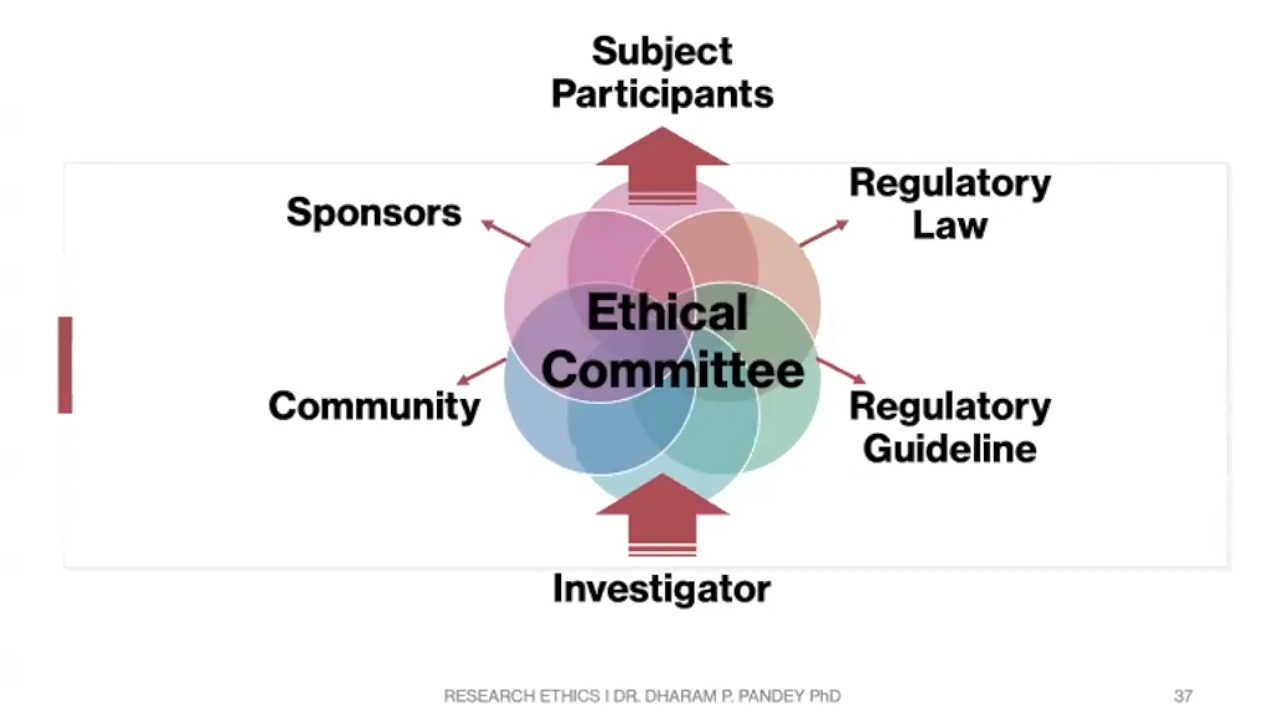 Subject
Participants
Sponsors
Regulatory
Law
Ethical
Committee
Community
Regulatory
Guideline
Investigator
RESEARCH ETHICS I DR. DHARAM P. PANDEY PhD
37